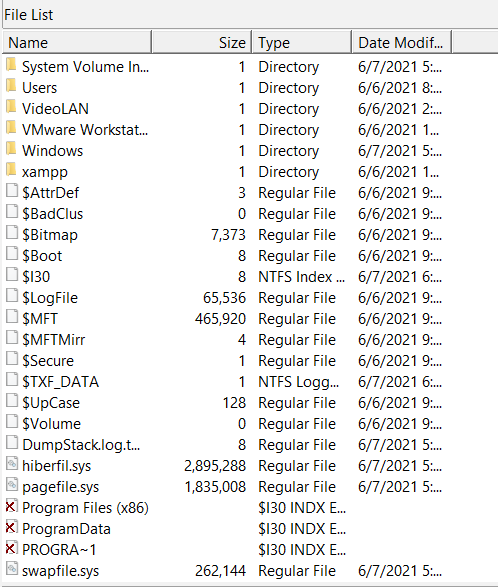 File List
Name Size Type Date Modif...
System Volume In... 1 Directory 6/7/2021 5:...
Users 1 Directory 6/6/2021 8:...
VideoLAN 1 Directory 6/6/2021 2:...
VMware Workstat... 1 Directory 6/6/2021 1...
Windows 1 Directory 6/7/2021 5:...
xampp 1 Directory 6/6/2021 1...
$AttrDef 3 Regular File 6/6/2021 9:...
$BadClus 0 Regular File 6/6/2021 9:...
$Bitmap 7,373 Regular File 6/6/2021 9:...
$Boot 8 Regular File 6/6/2021 9:...
$I30 8 NTFS Index ... 6/7/2021 6:...
$LogFile 65,536 Regular File 6/6/2021 9:...
$MFT 465,920 Regular File 6/6/2021 9:...
$MFTMirr 4 Regular File 6/6/2021 9:...
$Secure 1 Regular File 6/6/2021 9:...
$TXF_DATA 1 NTFS Logg... 6/7/2021 6:...
$UpCase 128 Regular File 6/6/2021 9:...
$Volume 0 Regular File 6/6/2021 9:...
DumpStack.log.t... 8 Regular File 6/7/2021 5:...
hiberfil.sys 2,895,288 Regular File 6/7/2021 5:...
pagefile.sys 1,835,008 Regular File 6/7/2021 5:...
Program Files (x86) $I30 INDX E...
ProgramData $I30 INDX E...
PROGRA~1 $I30 INDX E...
swapfile.sys 262,144 Regular File 6/7/2021 5:...